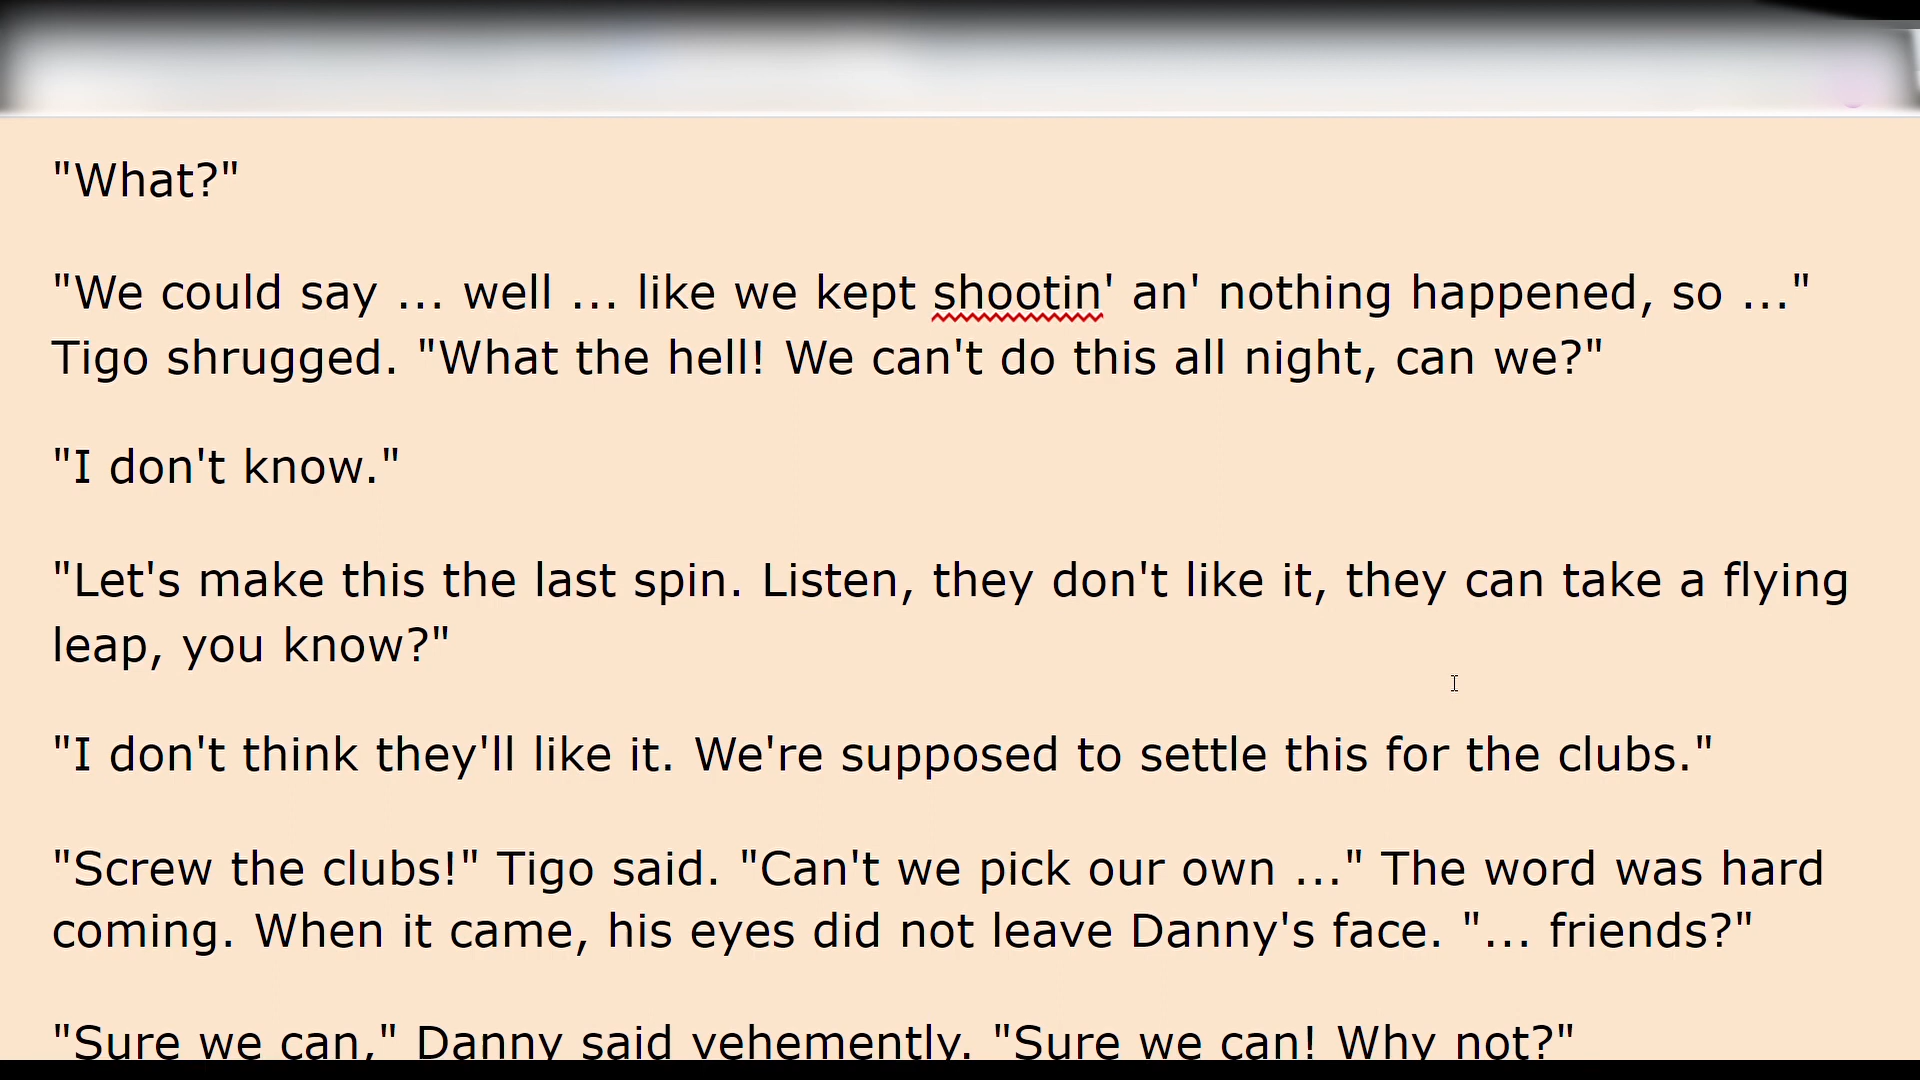 "What?"
"We could say ... well ... like we kept shootin' an' nothing happened, so ..."
Tigo shrugged. "What the hell! We can't do this all night, can we?"
"I don't know."
"Let's make this the last spin. Listen, they don't like it, they can take a flying
leap, you know?"
"I don't think they'll like it. We're supposed to settle this for the clubs."
"Screw the clubs!" Tigo said. "Can't we pick our own ..." The word was hard
coming. When it came, his eyes did not leave Danny's face. "... friends?"
"Sure we can," Danny said vehemently. "Sure we can! Why not?"